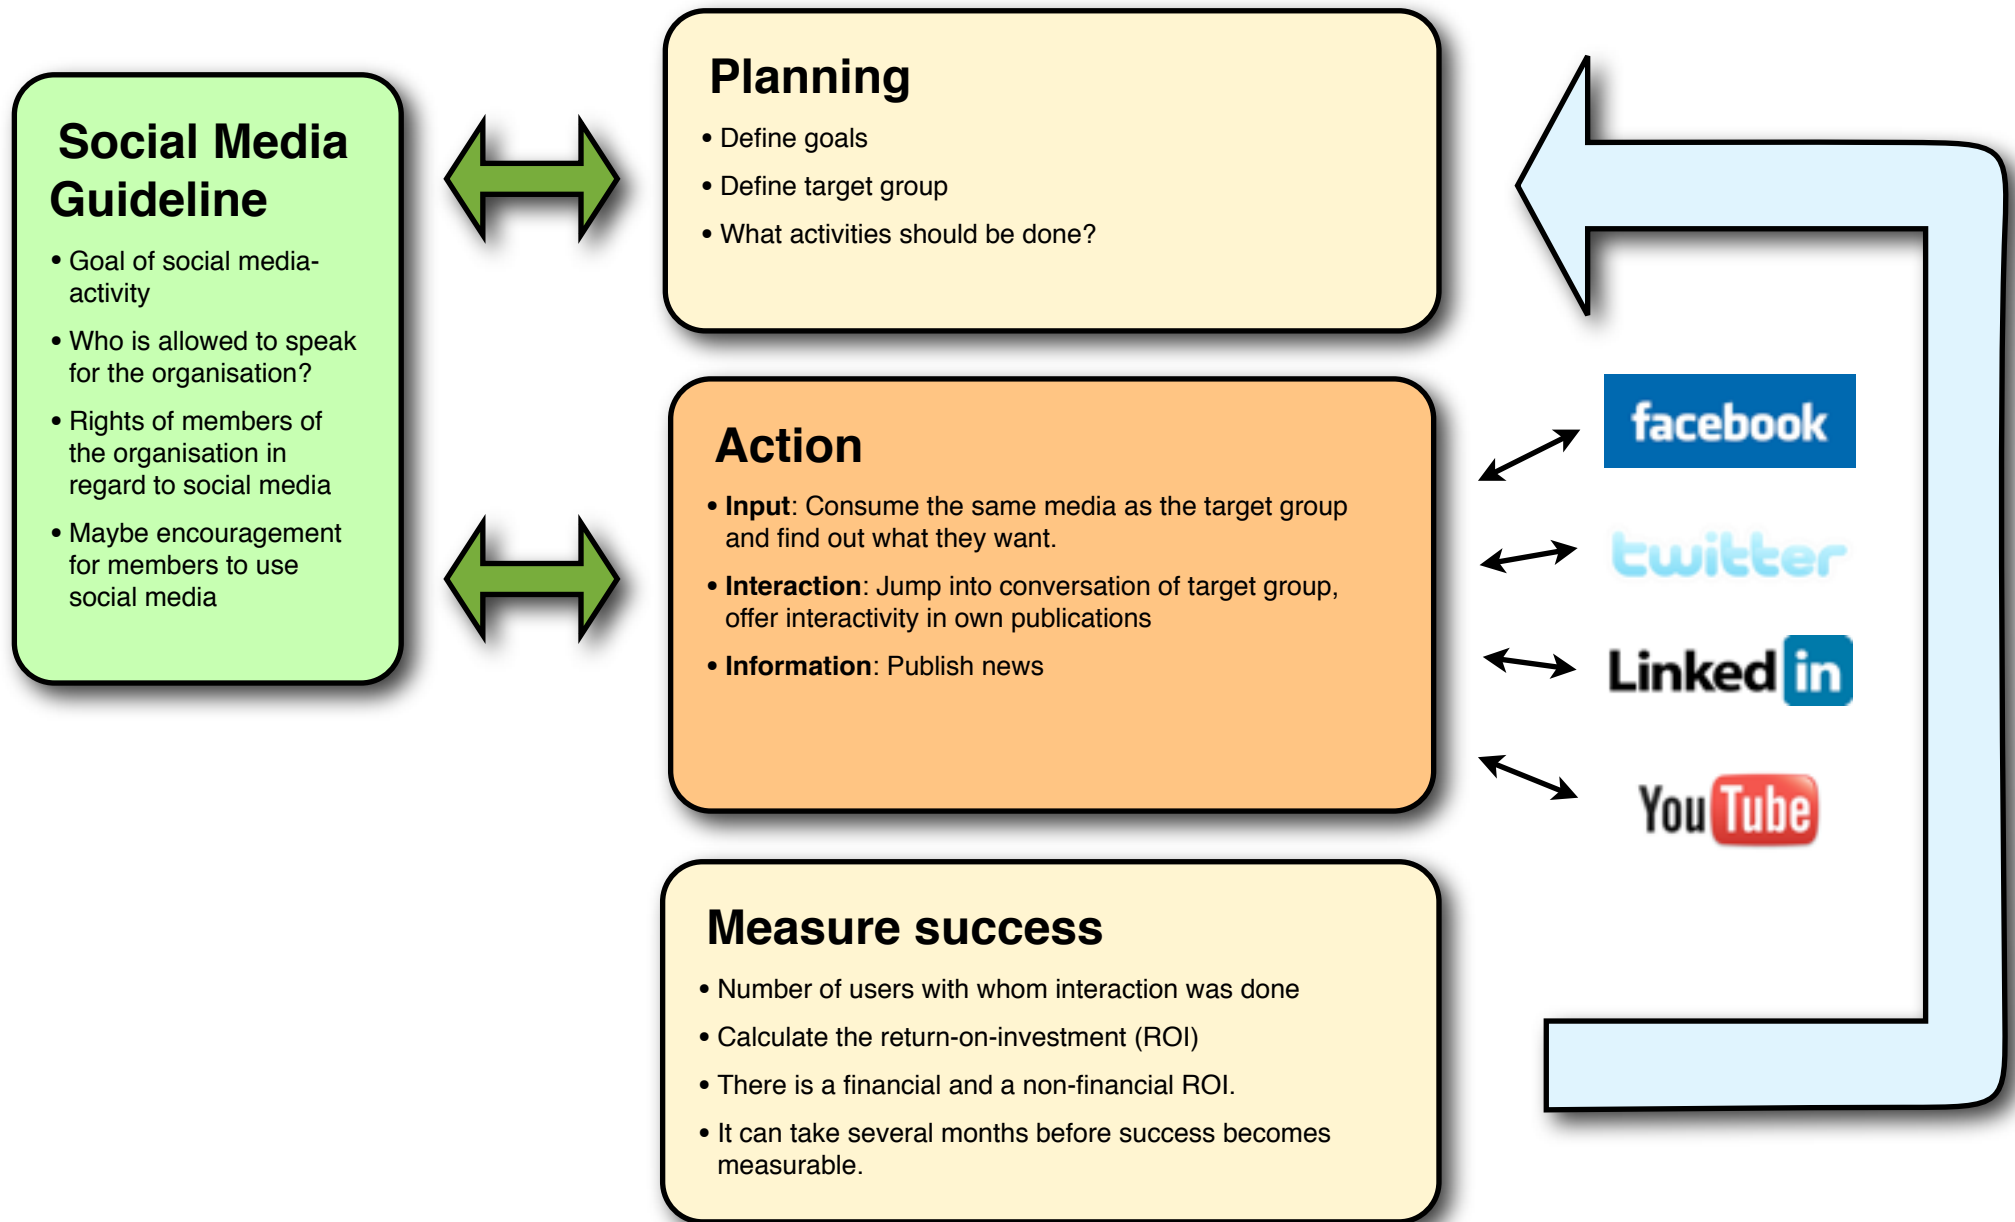 Social Media
Guideline
• Goal of social media-
activity
• Who is allowed to speak
for the organisation?
• Rights of members of
the organisation in
regard to social media
• Maybe encouragement
for members to use
social media
Planning
• Define goals
• Define target group
• What activities should be done?
Action
• Input: Consume the same media as the target group
and find out what they want.
• Interaction: Jump into conversation of target group,
offer interactivity in own publications
• Information: Publish news
facebook
twitter
Linked in
You Tube
Measure success
• Number of users with whom interaction was done
• Calculate the return-on-investment (ROI)
• There is a financial and a non-financial ROI.
• It can take several months before success becomes
measurable.